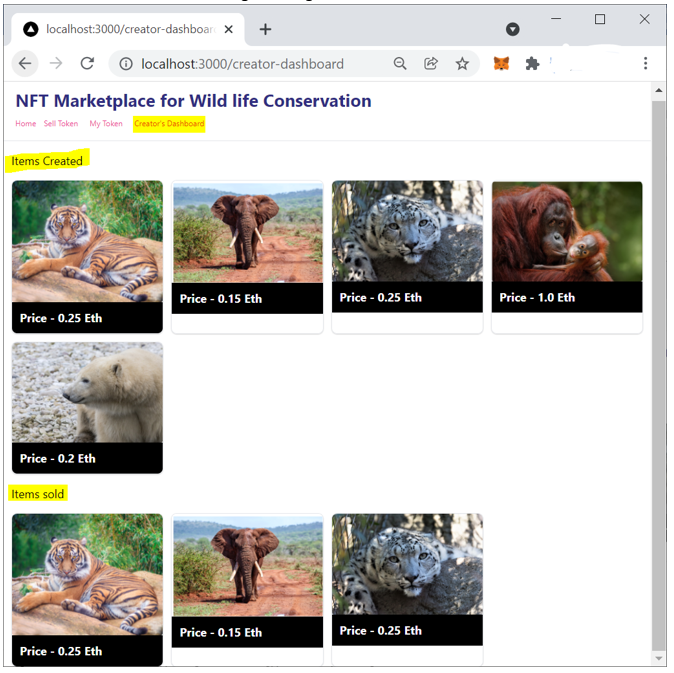 localhost:3000/creator-dashboar
localhost:3000/creator-dashboard
NFT Marketplace for Wild life Conservation
Home Sell Token My Token Creator's Dashboard
Items Created
Price - 0.25 Eth Price - 0.15 Eth Price - 0.25 Eth Price - 1.0 Eth
Price - 0.2 Eth
Items sold
Price - 0.25 Eth Price - 0.15 Eth Price - 0.25 Eth